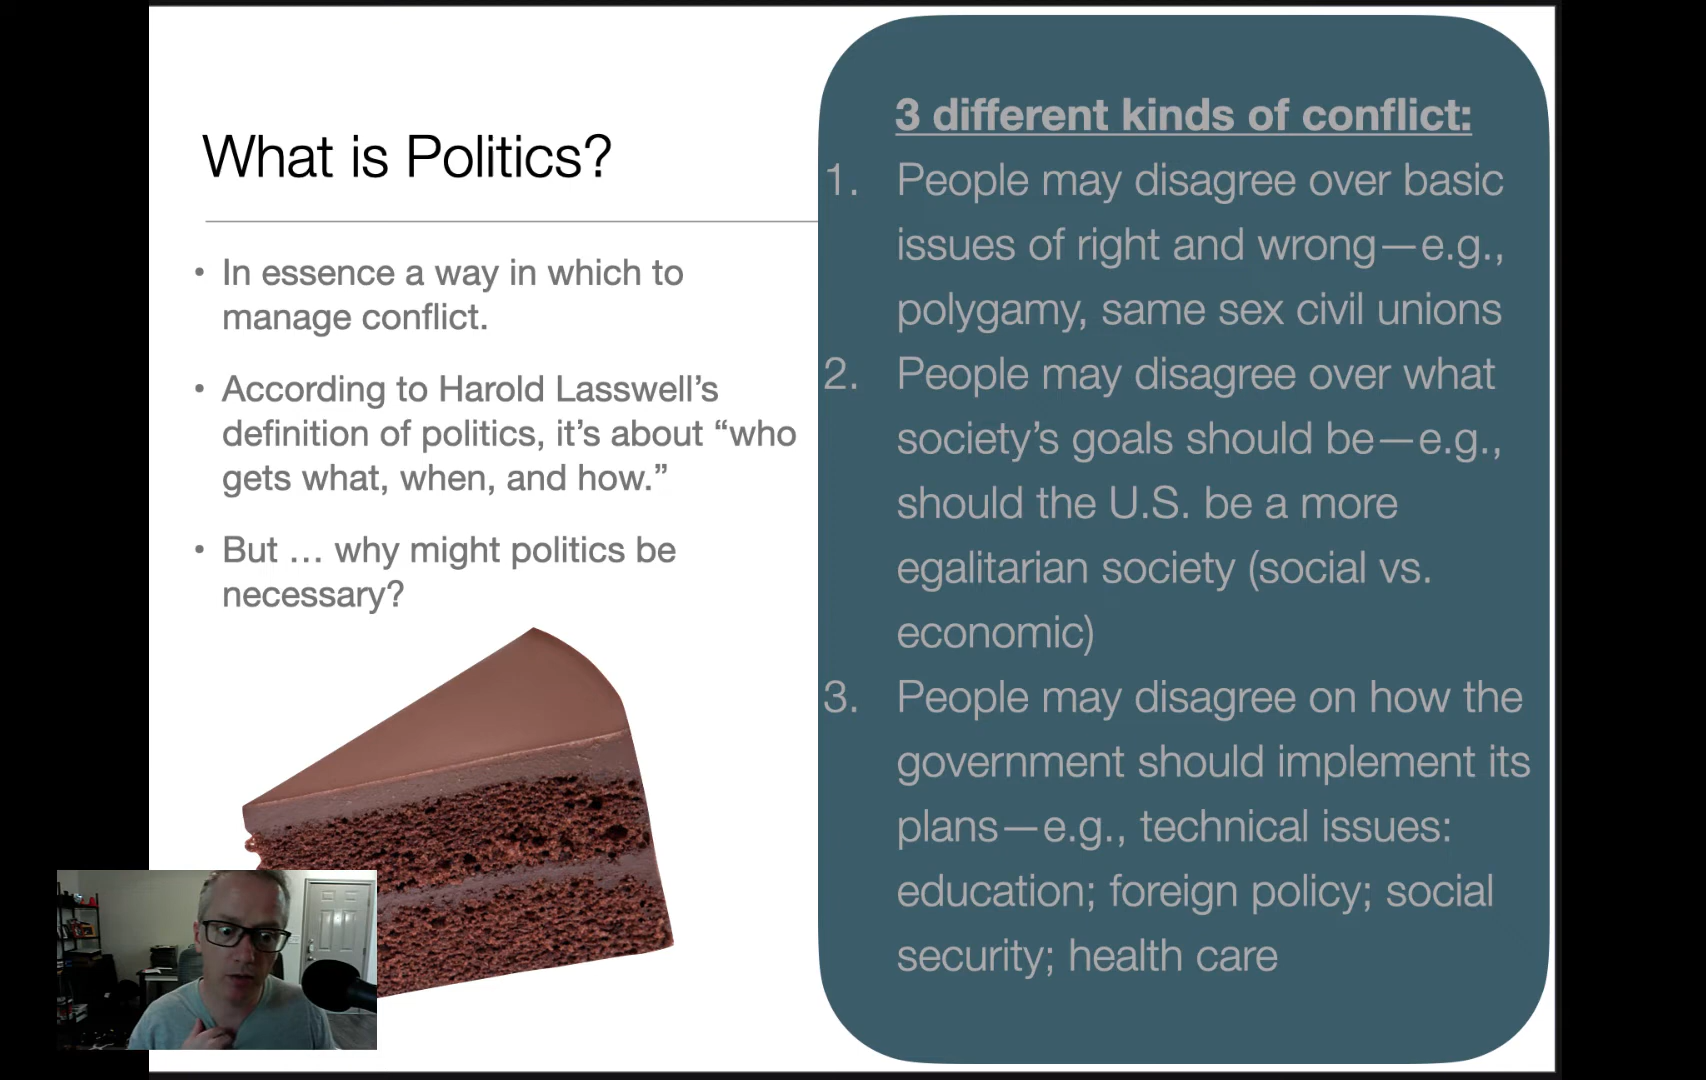 What is Politics?
• In essence a way in which to
manage conflict.
• According to Harold Lasswell’s
definition of politics, it’s about “who
gets what, when, and how.”
• But … why might politics be
necessary?
3 different kinds of conflict:
1. People may disagree over basic
issues of right and wrong—e.g.,
polygamy, same sex civil unions
2. People may disagree over what
society’s goals should be—e.g.,
should the U.S. be a more
egalitarian society (social vs.
economic)
3. People may disagree on how the
government should implement its
plans—e.g., technical issues:
education; foreign policy; social
security; health care